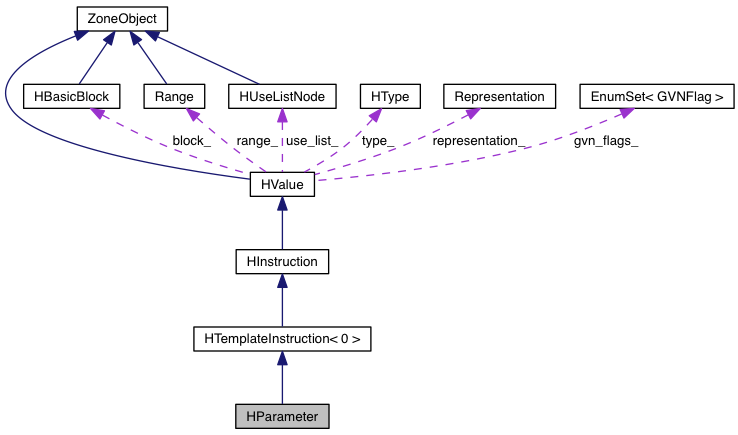 ZoneObject
HBasicBlock
Range
HUseListNode
HType
Representation
EnumSet< GVNFlag >
block_
range_
use_list_
type_
representation_
gvn_flags_
HValue
HInstruction
HTemplateInstruction< 0 >
HParameter